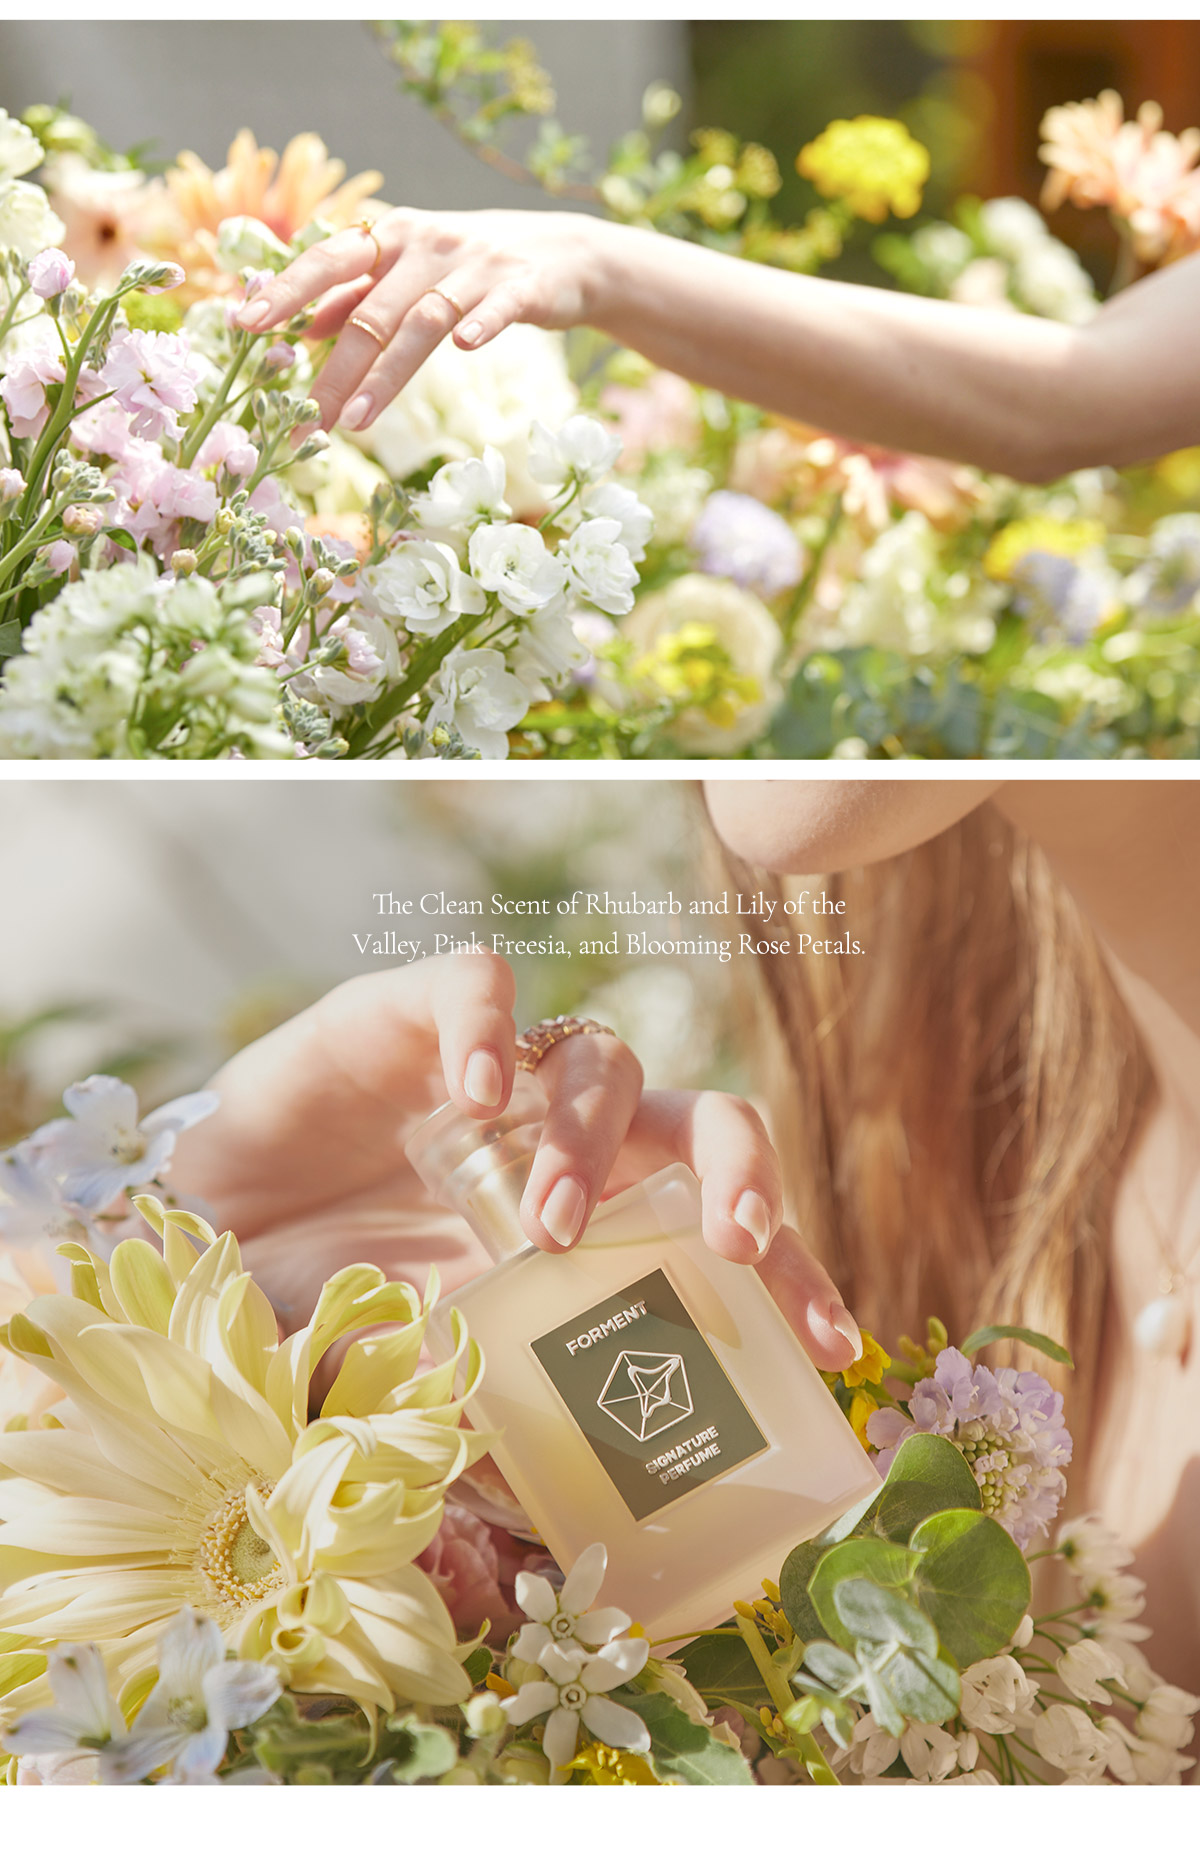 The Clean Scent of Rhubarb and Lily of the
Valley, Pink Freesia, and Blooming Rose Petals.
FORMENT
SIGNATURE
PERFUME